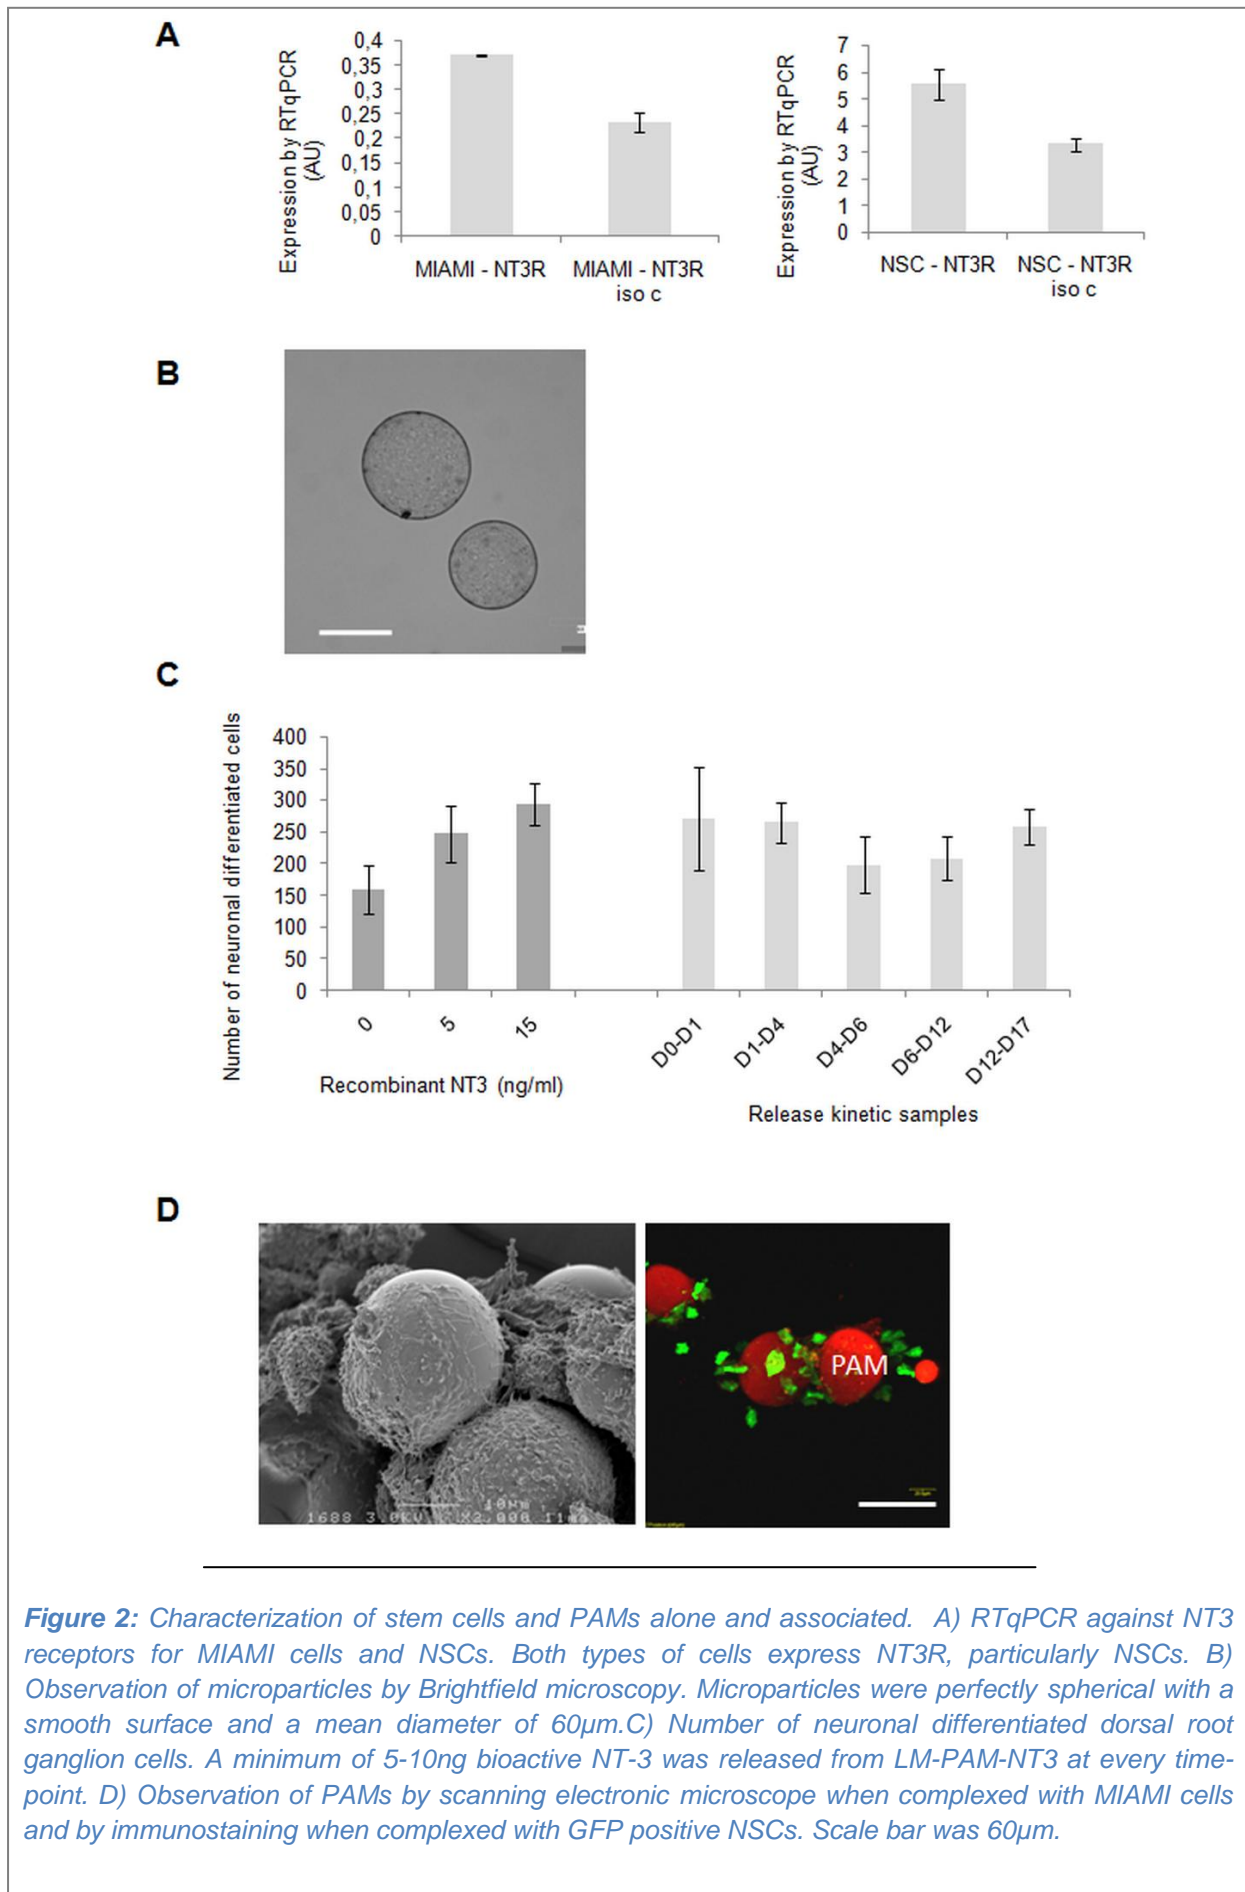 A
Expression by RTqPCR
(AU)
0,4
0,35
0,3
0,25
0,2
0,15
0,1
0,05
0
MIAMI - NT3R
MIAMI - NT3R
iso c
Expression by RTqPCR
(AU)
7
6
5
4
3
2
1
0
NSC - NT3R
NSC - NT3R
iso c
B
C
Number of neuronal differentiated cells
400
350
300
250
200
150
100
50
0
0
5
15
Recombinant NT3 (ng/ml)
D0-D1
D1-D4
D4-D6
D6-D12
D12-D17
Release kinetic samples
D
10µm
1688 3.0KV X2,000 11mm
PAM
Figure 2: Characterization of stem cells and PAMs alone and associated. A) RTqPCR against NT3
receptors for MIAMI cells and NSCs. Both types of cells express NT3R, particularly NSCs. B)
Observation of microparticles by Brightfield microscopy. Microparticles were perfectly spherical with a
smooth surface and a mean diameter of 60µm.C) Number of neuronal differentiated dorsal root
ganglion cells. A minimum of 5-10ng bioactive NT-3 was released from LM-PAM-NT3 at every time-
point. D) Observation of PAMs by scanning electronic microscope when complexed with MIAMI cells
and by immunostaining when complexed with GFP positive NSCs. Scale bar was 60µm.